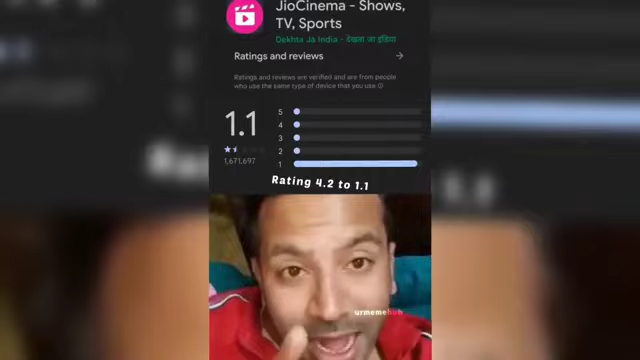 JioCinema - Shows,
TV, Sports
Dekhta Ja India - देखता जा इंडिया
Ratings and reviews
Ratings and reviews are verified and are from people
who use the same type of device that you use
1.1
1,671,697
5
4
3
2
1
Rating 4.2 to 1.1
urmemehub